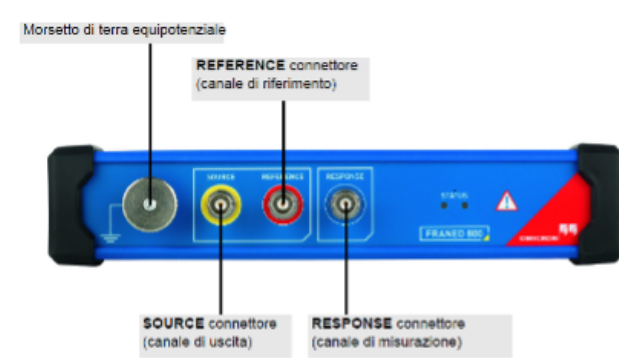 Morsetto di terra equipotenziale
REFERENCE connettore
(canale di riferimento)
SOURCE
REFERENCE
RESPONSE
STATUS
FRANEO 800
OMICRON
SOURCE connettore
(canale di uscita)
RESPONSE connettore
(canale di misurazione)